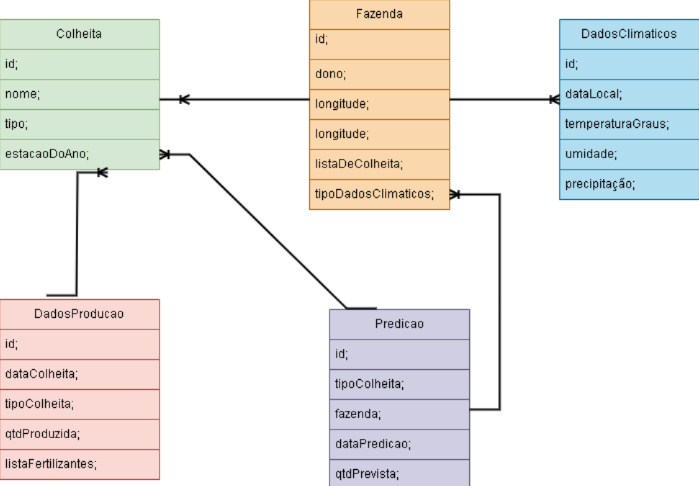 Colheita
id;
nome;
tipo;
estacaoDoAno;
Fazenda
id;
dono;
longitude;
longitude;
listaDeColheita;
tipoDadosClimaticos;
DadosClimaticos
id;
dataLocal;
temperaturaGraus;
umidade;
precipitação;
DadosProducao
id;
dataColheita;
tipoColheita;
qtdProduzida;
listaFertilizantes;
Predicao
id;
tipoColheita;
fazenda;
dataPredicao;
qtdPrevista;